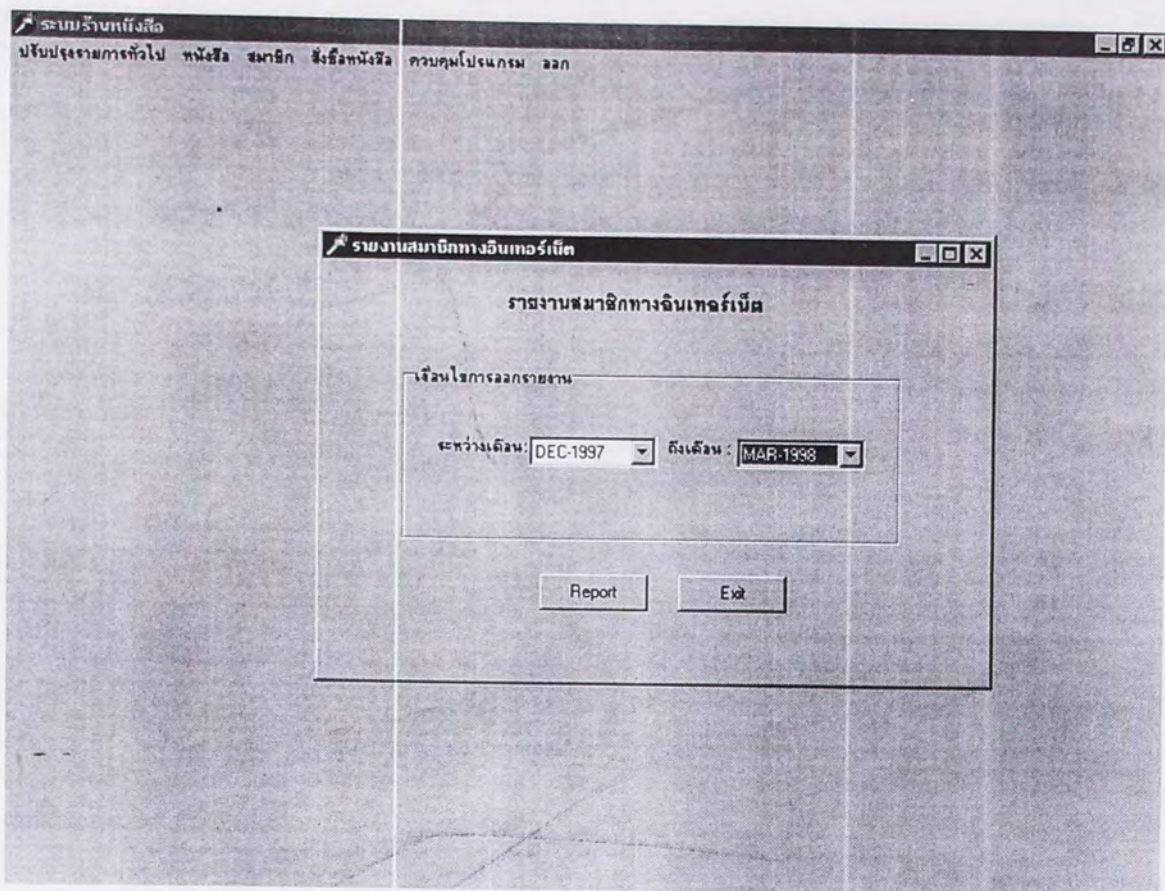 ระบบร้านหนังสือ
ปรับปรุงรายการทั่วไป หนังสือ สมาชิก สั่งซื้อหนังสือ ควบคุมโปรแกรม ออก
รายงานสมาชิกทางอินเทอร์เน็ต
รายงานสมาชิกทางอินเทอร์เน็ต
เงื่อนไขการออกรายงาน
ระหว่างเดือน: DEC-1997 ถึงเดือน : MAR-1998
Report Exit